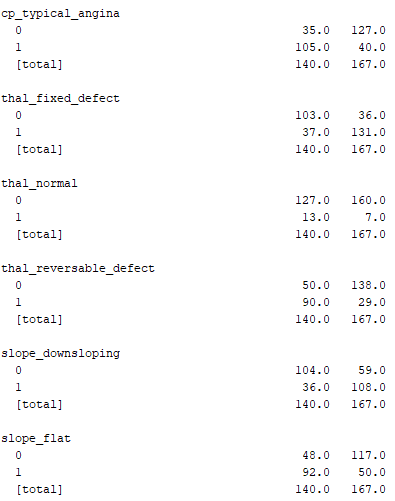 cp_typical_angina
0 35.0 127.0
1 105.0 40.0
[total] 140.0 167.0
thal_fixed_defect
0 103.0 36.0
1 37.0 131.0
[total] 140.0 167.0
thal_normal
0 127.0 160.0
1 13.0 7.0
[total] 140.0 167.0
thal_reversable_defect
0 50.0 138.0
1 90.0 29.0
[total] 140.0 167.0
slope_downsloping
0 104.0 59.0
1 36.0 108.0
[total] 140.0 167.0
slope_flat
0 48.0 117.0
1 92.0 50.0
[total] 140.0 167.0